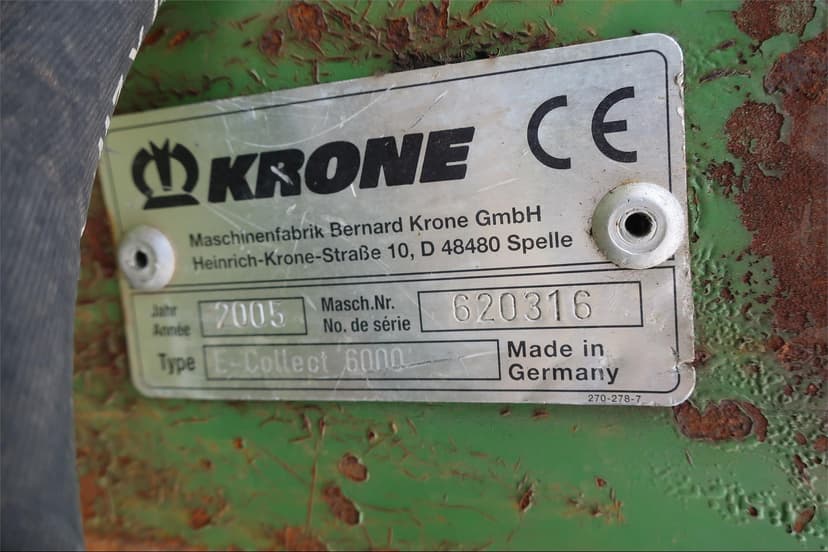 KRONE CE
Maschinenfabrik Bernard Krone GmbH
Heinrich-Krone-Straße 10, D 48480 Spelle
Jahr
Année 2005 Masch.Nr.
No. de série 620316
Type E-Collect 6000 Made in
Germany
270-278-7